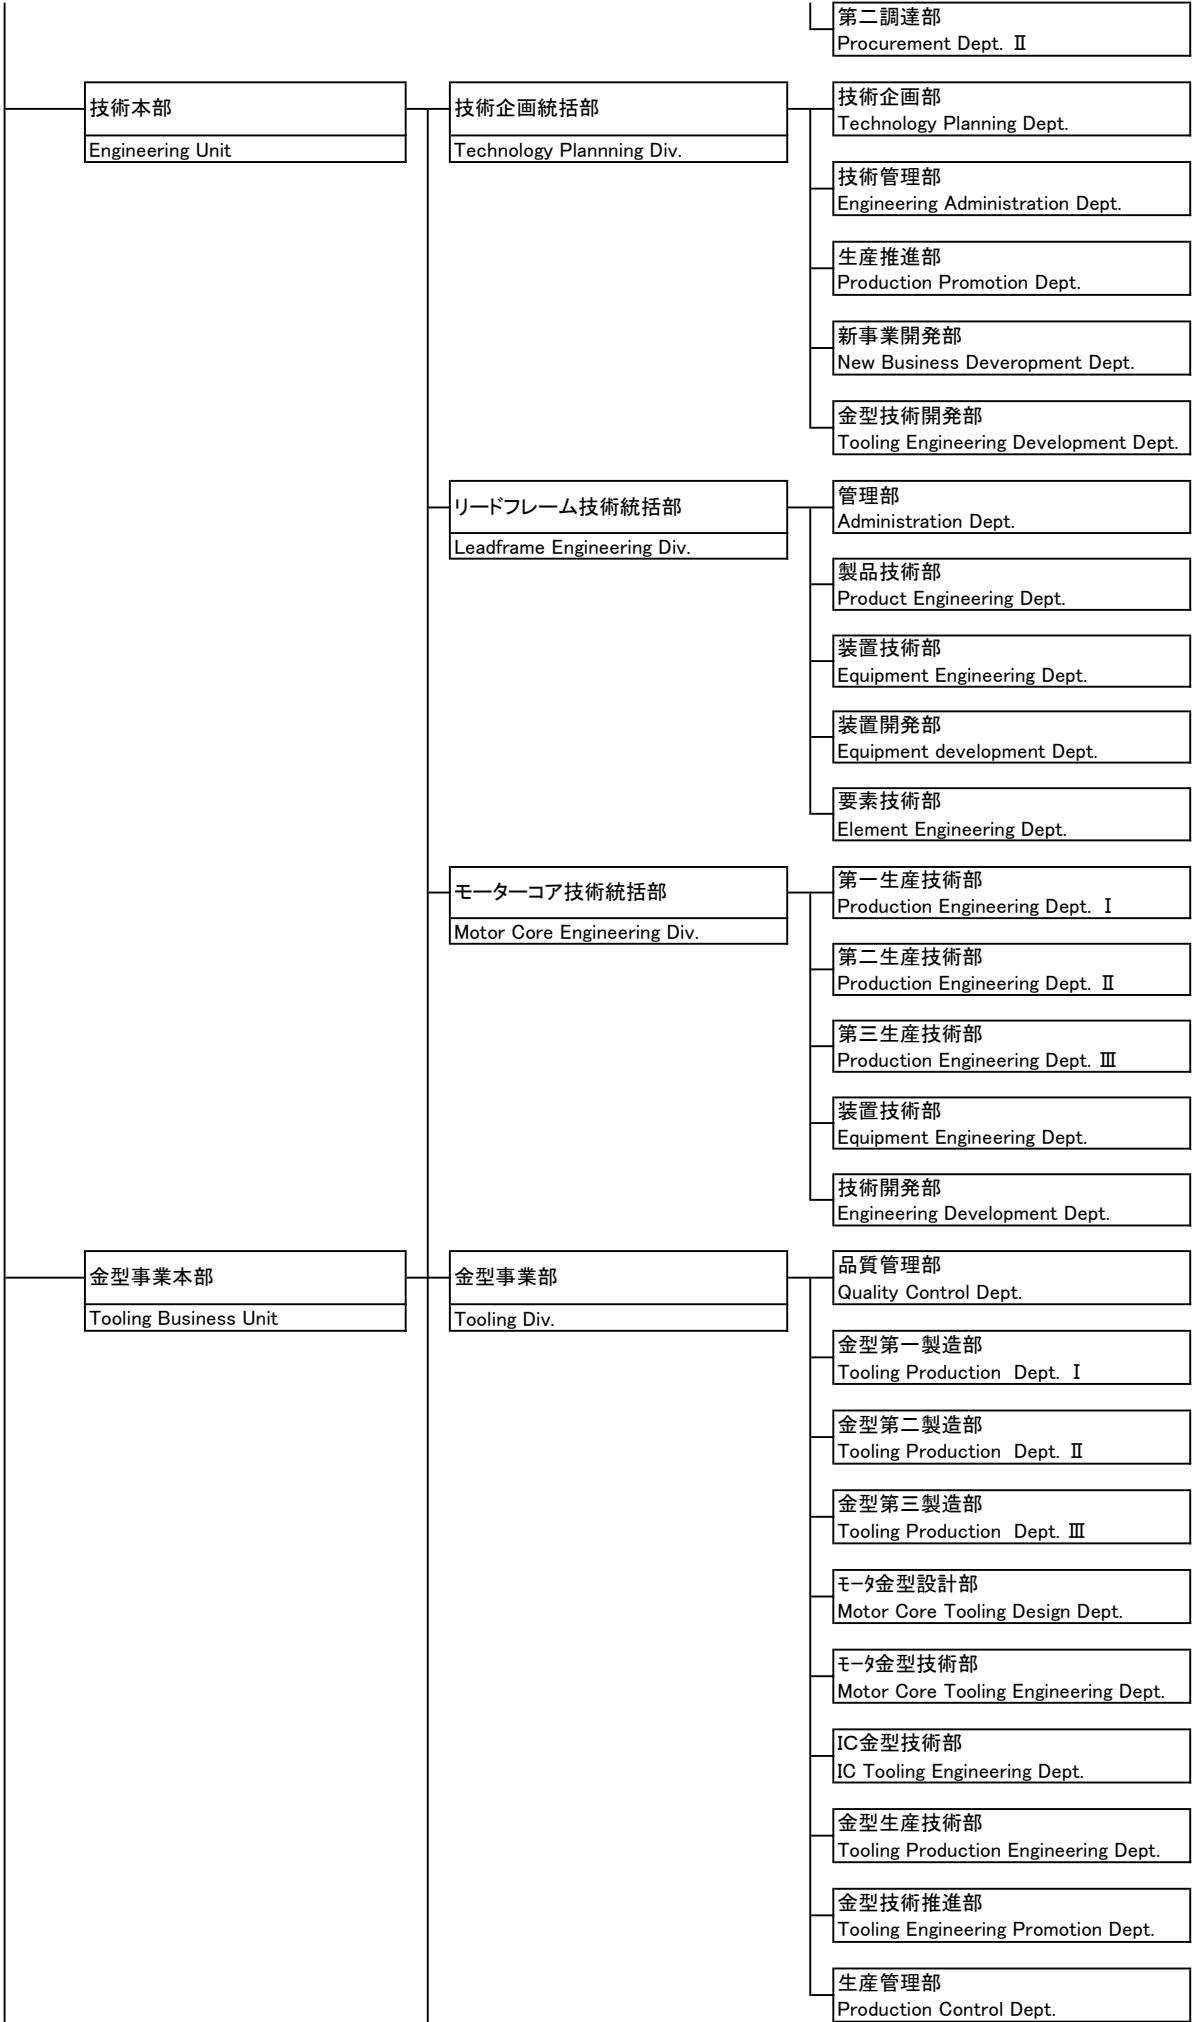 第二調達部
Procurement Dept. Ⅱ
技術本部
Engineering Unit
技術企画統括部
Technology Plannning Div.
技術企画部
Technology Planning Dept.
技術管理部
Engineering Administration Dept.
生産推進部
Production Promotion Dept.
新事業開発部
New Business Deveropment Dept.
金型技術開発部
Tooling Engineering Development Dept.
リードフレーム技術統括部
Leadframe Engineering Div.
管理部
Administration Dept.
製品技術部
Product Engineering Dept.
装置技術部
Equipment Engineering Dept.
装置開発部
Equipment development Dept.
要素技術部
Element Engineering Dept.
モーターコア技術統括部
Motor Core Engineering Div.
第一生産技術部
Production Engineering Dept. Ⅰ
第二生産技術部
Production Engineering Dept. Ⅱ
第三生産技術部
Production Engineering Dept. Ⅲ
装置技術部
Equipment Engineering Dept.
技術開発部
Engineering Development Dept.
金型事業本部
Tooling Business Unit
金型事業部
Tooling Div.
品質管理部
Quality Control Dept.
金型第一製造部
Tooling Production  Dept. Ⅰ
金型第二製造部
Tooling Production  Dept. Ⅱ
金型第三製造部
Tooling Production  Dept. Ⅲ
ﾓｰﾀ金型設計部
Motor Core Tooling Design Dept.
ﾓｰﾀ金型技術部
Motor Core Tooling Engineering Dept.
IC金型技術部
IC Tooling Engineering Dept.
金型生産技術部
Tooling Production Engineering Dept.
金型技術推進部
Tooling Engineering Promotion Dept.
生産管理部
Production Control Dept.